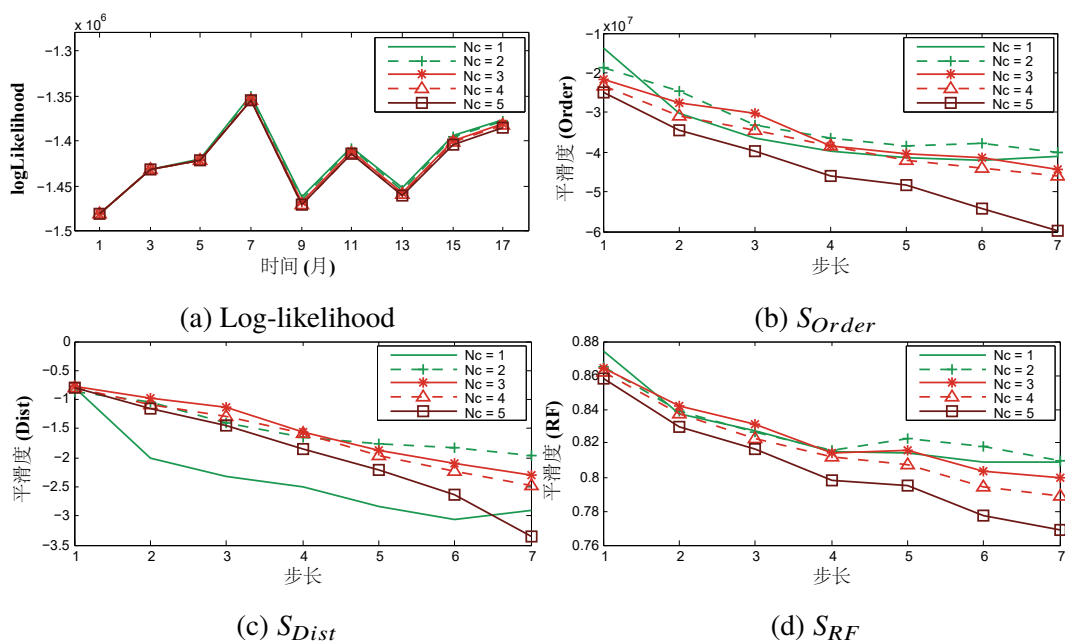 x 10⁶
−1.3
−1.35
−1.4
−1.45
−1.5
logLikelihood
1 3 5 7 9 11 13 15 17
时间 (月)
Nc = 1
Nc = 2
Nc = 3
Nc = 4
Nc = 5
(a) Log-likelihood
x10⁷
−1
−2
−3
−4
−5
−6
平滑度 (Order)
1 2 3 4 5 6 7
步长
Nc = 1
Nc = 2
Nc = 3
Nc = 4
Nc = 5
(b) S_Order
0
−0.5
−1
−1.5
−2
−2.5
−3
−3.5
平滑度 (Dist)
1 2 3 4 5 6 7
步长
Nc = 1
Nc = 2
Nc = 3
Nc = 4
Nc = 5
(c) S_Dist
0.88
0.86
0.84
0.82
0.8
0.78
0.76
平滑度 (RF)
1 2 3 4 5 6 7
步长
Nc = 1
Nc = 2
Nc = 3
Nc = 4
Nc = 5
(d) S_RF